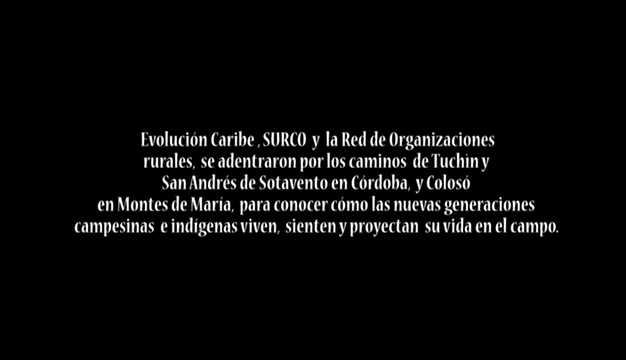 Evolución Caribe , SURCO y la Red de Organizaciones
rurales, se adentraron por los caminos de Tuchìn y
San Andrés de Sotavento en Córdoba, y Colosó
en Montes de María, para conocer cómo las nuevas generaciones
campesinas e indígenas viven, sienten y proyectan su vida en el campo.